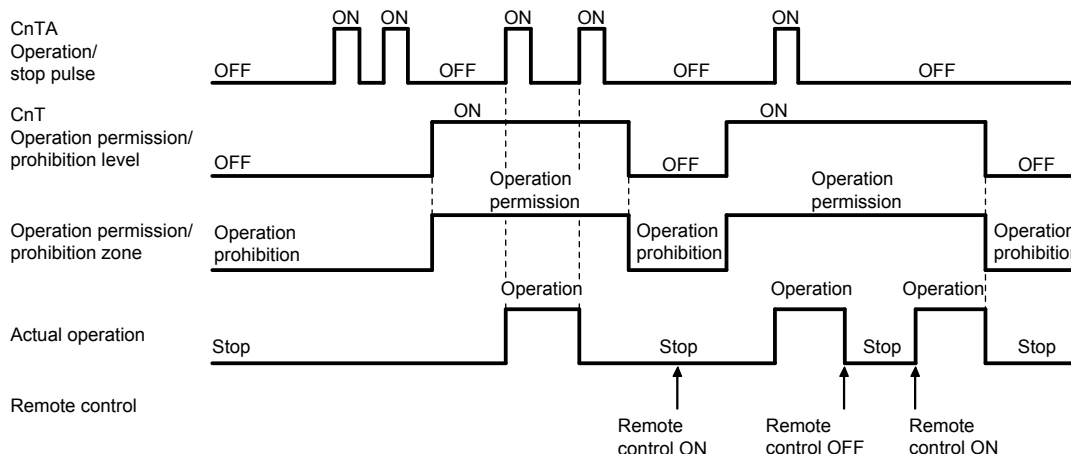 CnTA
Operation/
stop pulse
ON ON ON ON ON
OFF OFF OFF OFF
CnT
Operation permission/
prohibition level
ON ON
OFF OFF OFF
Operation permission/
prohibition zone
Operation
permission
Operation
permission
Operation
prohibition
Operation
prohibition
Operation
prohibition
Actual operation
Operation Operation Operation
Stop Stop Stop Stop
Remote control
Remote
control ON
Remote
control OFF
Remote
control ON